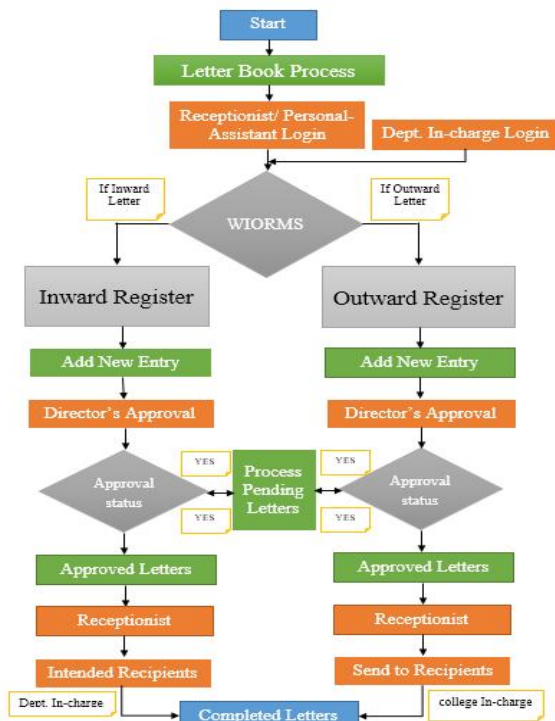 Start
Letter Book Process
Receptionist/ Personal-
Assistant Login
Dept. In-charge Login
If Inward
Letter
If Outward
Letter
WIORMS
Inward Register
Outward Register
Add New Entry
Add New Entry
Director's Approval
Director's Approval
YES
YES
Approval
status
Process
Pending
Letters
Approval
status
YES
YES
Approved Letters
Approved Letters
Receptionist
Receptionist
Intended Recipients
Send to Recipients
Dept. In-charge
college In-charge
Completed Letters